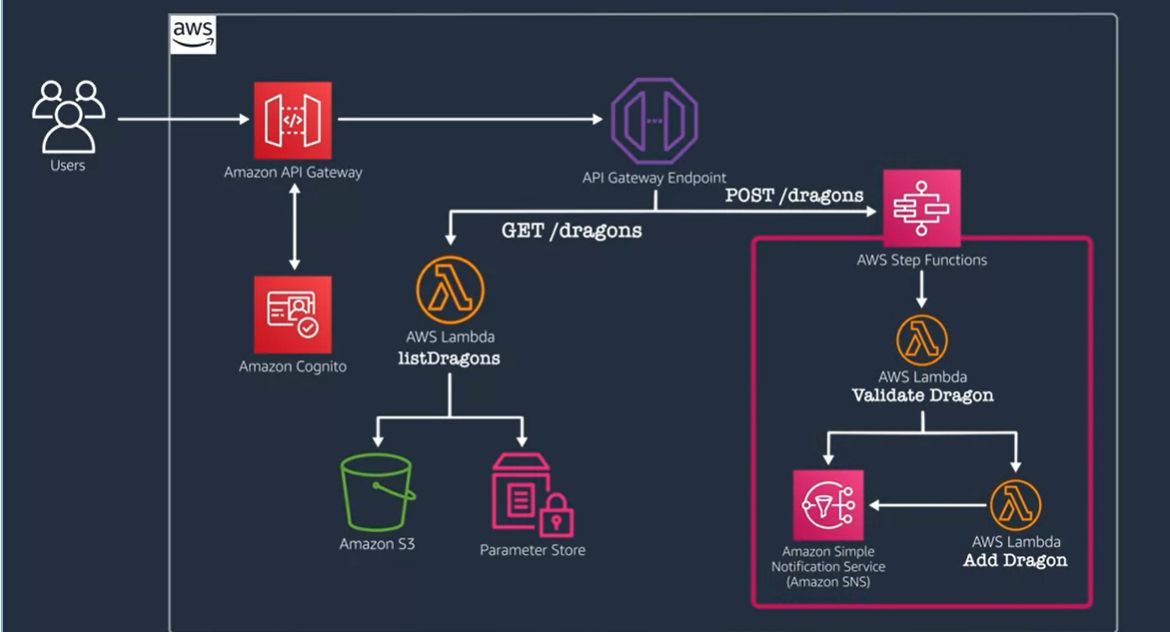 aws
Users
Amazon API Gateway
API Gateway Endpoint
POST /dragons
GET /dragons
AWS Step Functions
Amazon Cognito
AWS Lambda
listDragons
AWS Lambda
Validate Dragon
Amazon S3
Parameter Store
Amazon Simple
Notification Service
(Amazon SNS)
AWS Lambda
Add Dragon